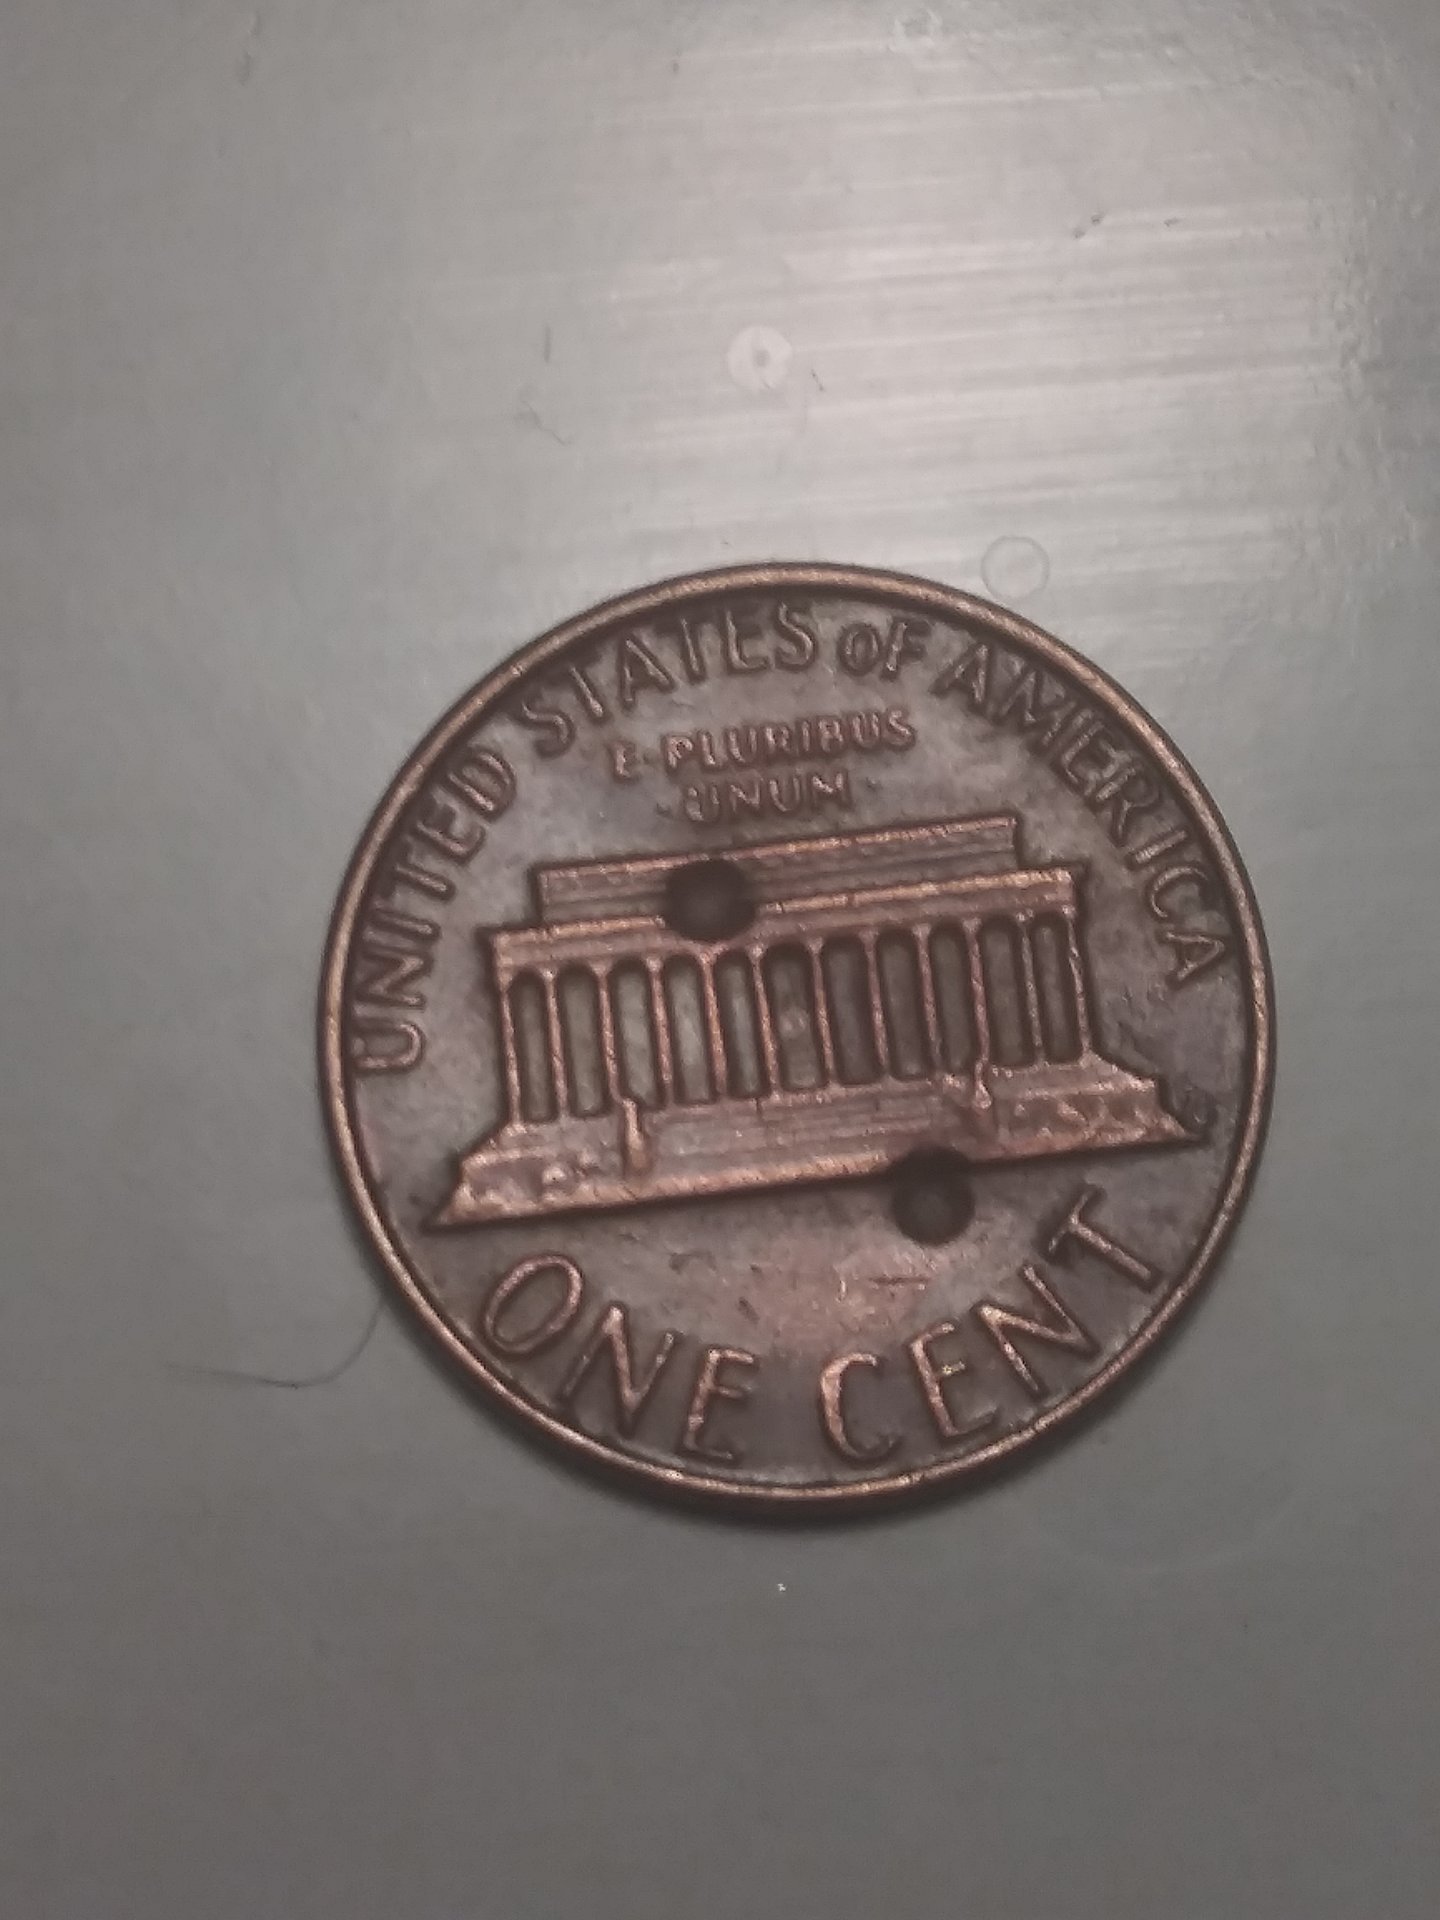 UNITED STATES OF AMERICA
E·PLURIBUS
UNUM
ONE CENT